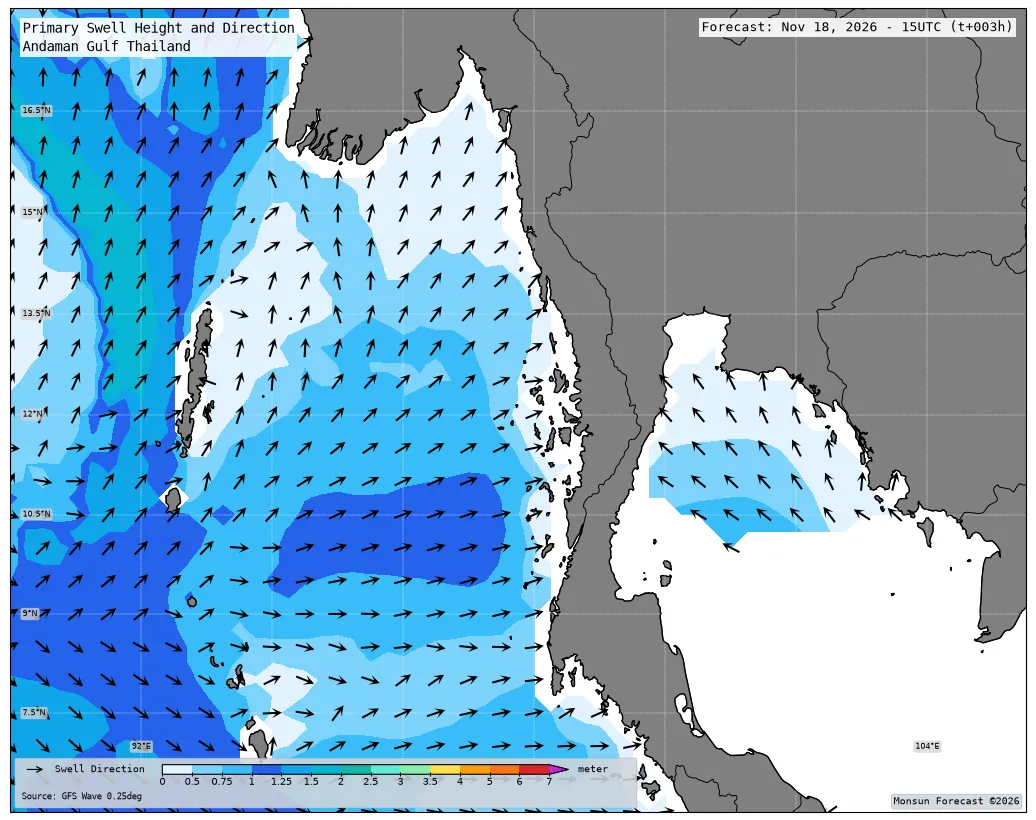 Primary Swell Height and Direction
Andaman Gulf Thailand
Forecast: Nov 18, 2026 - 15UTC (t+003h)
16.5°N
15°N
13.5°N
12°N
10.5°N
9°N
7.5°N
92°E
104°E
Swell Direction
0 0.5 0.75 1 1.25 1.5 2 2.5 3 3.5 4 5 6 7
meter
Source: GFS Wave 0.25deg
Monsun Forecast ©2026